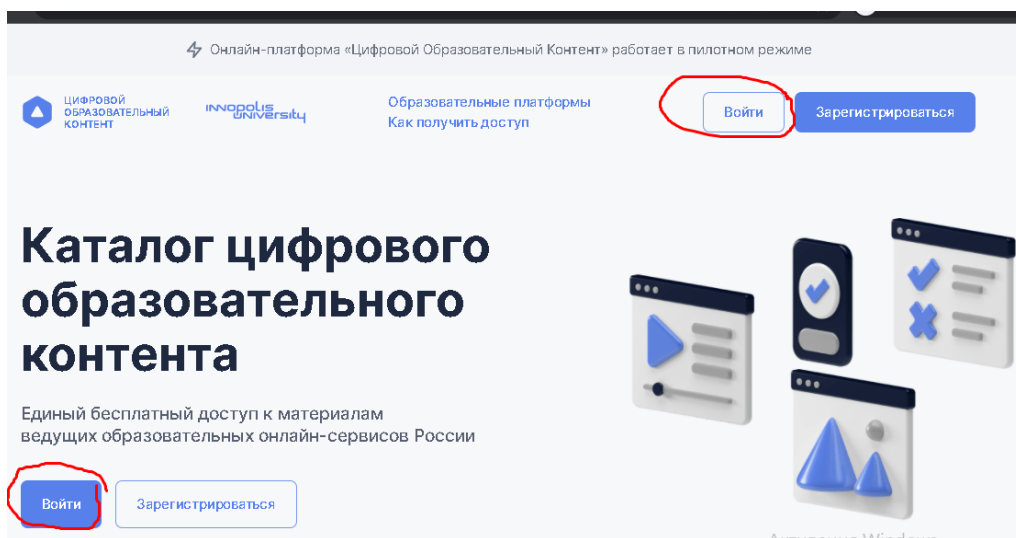 Онлайн-платформа «Цифровой Образовательный Контент» работает в пилотном режиме
ЦИФРОВОЙ
ОБРАЗОВАТЕЛЬНЫЙ
КОНТЕНТ
INNOPOLIS
UNIVERSITY
Образовательные платформы
Как получить доступ
Войти
Зарегистрироваться
Каталог цифрового
образовательного
контента
Единый бесплатный доступ к материалам
ведущих образовательных онлайн-сервисов России
Войти
Зарегистрироваться